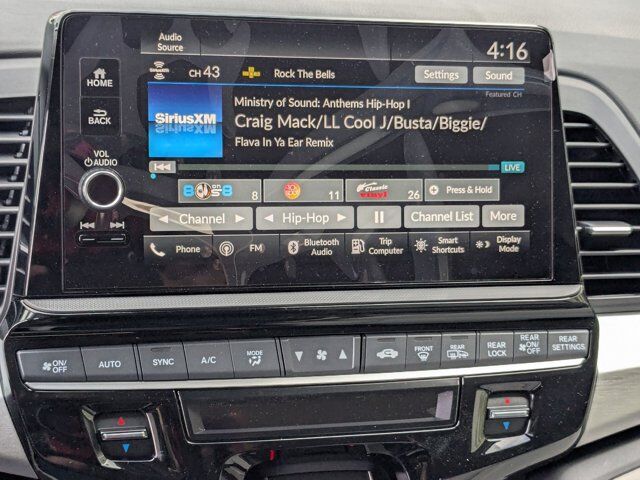 Audio
Source
4:16
SiriusXM
CH 43
Rock The Bells
Settings
Sound
Featured CH
HOME
BACK
VOL
AUDIO
SiriusXM
Ministry of Sound: Anthems Hip-Hop I
Craig Mack/LL Cool J/Busta/Biggie/
Flava In Ya Ear Remix
LIVE
8
11
Classic
vinyl
26
Press & Hold
Channel
Hip-Hop
Channel List
More
Phone
FM
Bluetooth
Audio
Trip
Computer
Smart
Shortcuts
Display
Mode
ON/
OFF
AUTO
SYNC
A/C
MODE
FRONT
REAR
REAR
LOCK
REAR
ON/
OFF
REAR
SETTINGS